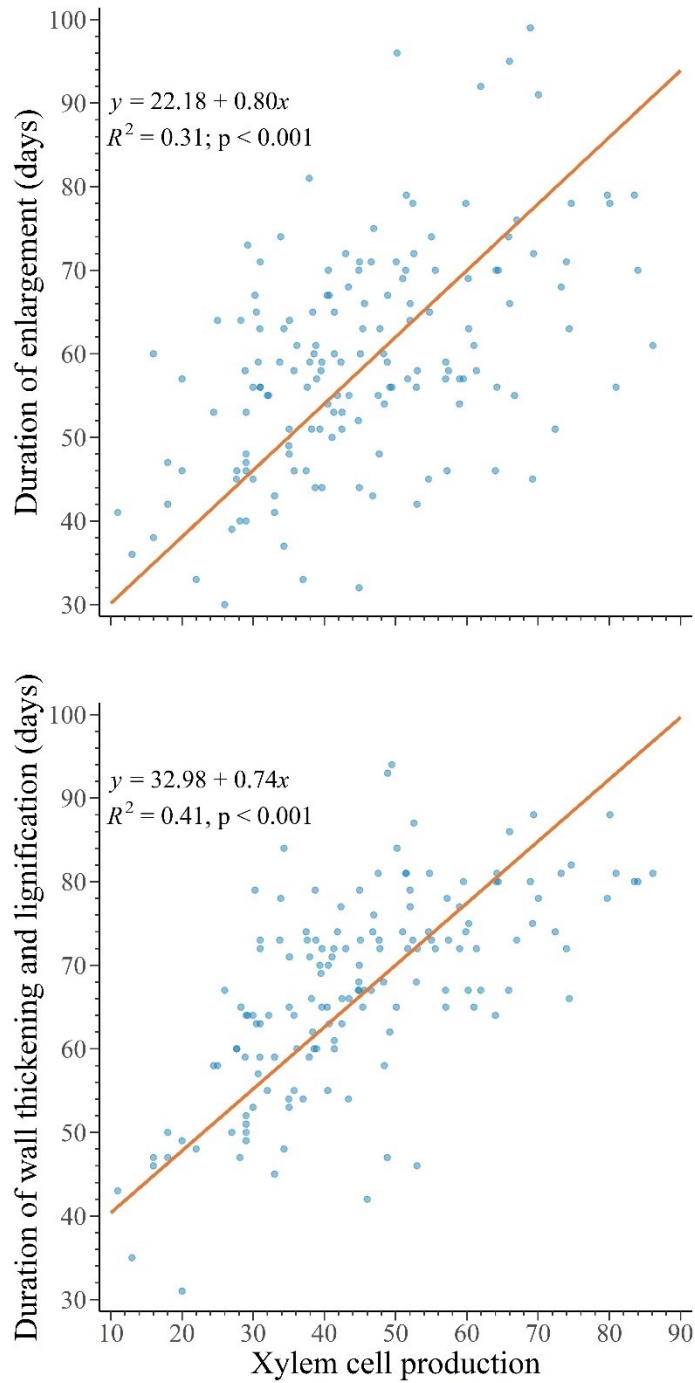 Duration of enlargement (days)
100
90
80
70
60
50
40
30
y = 22.18 + 0.80x
R² = 0.31; p < 0.001
Duration of wall thickening and lignification (days)
100
90
80
70
60
50
40
30
y = 32.98 + 0.74x
R² = 0.41, p < 0.001
10 20 30 40 50 60 70 80 90
Xylem cell production